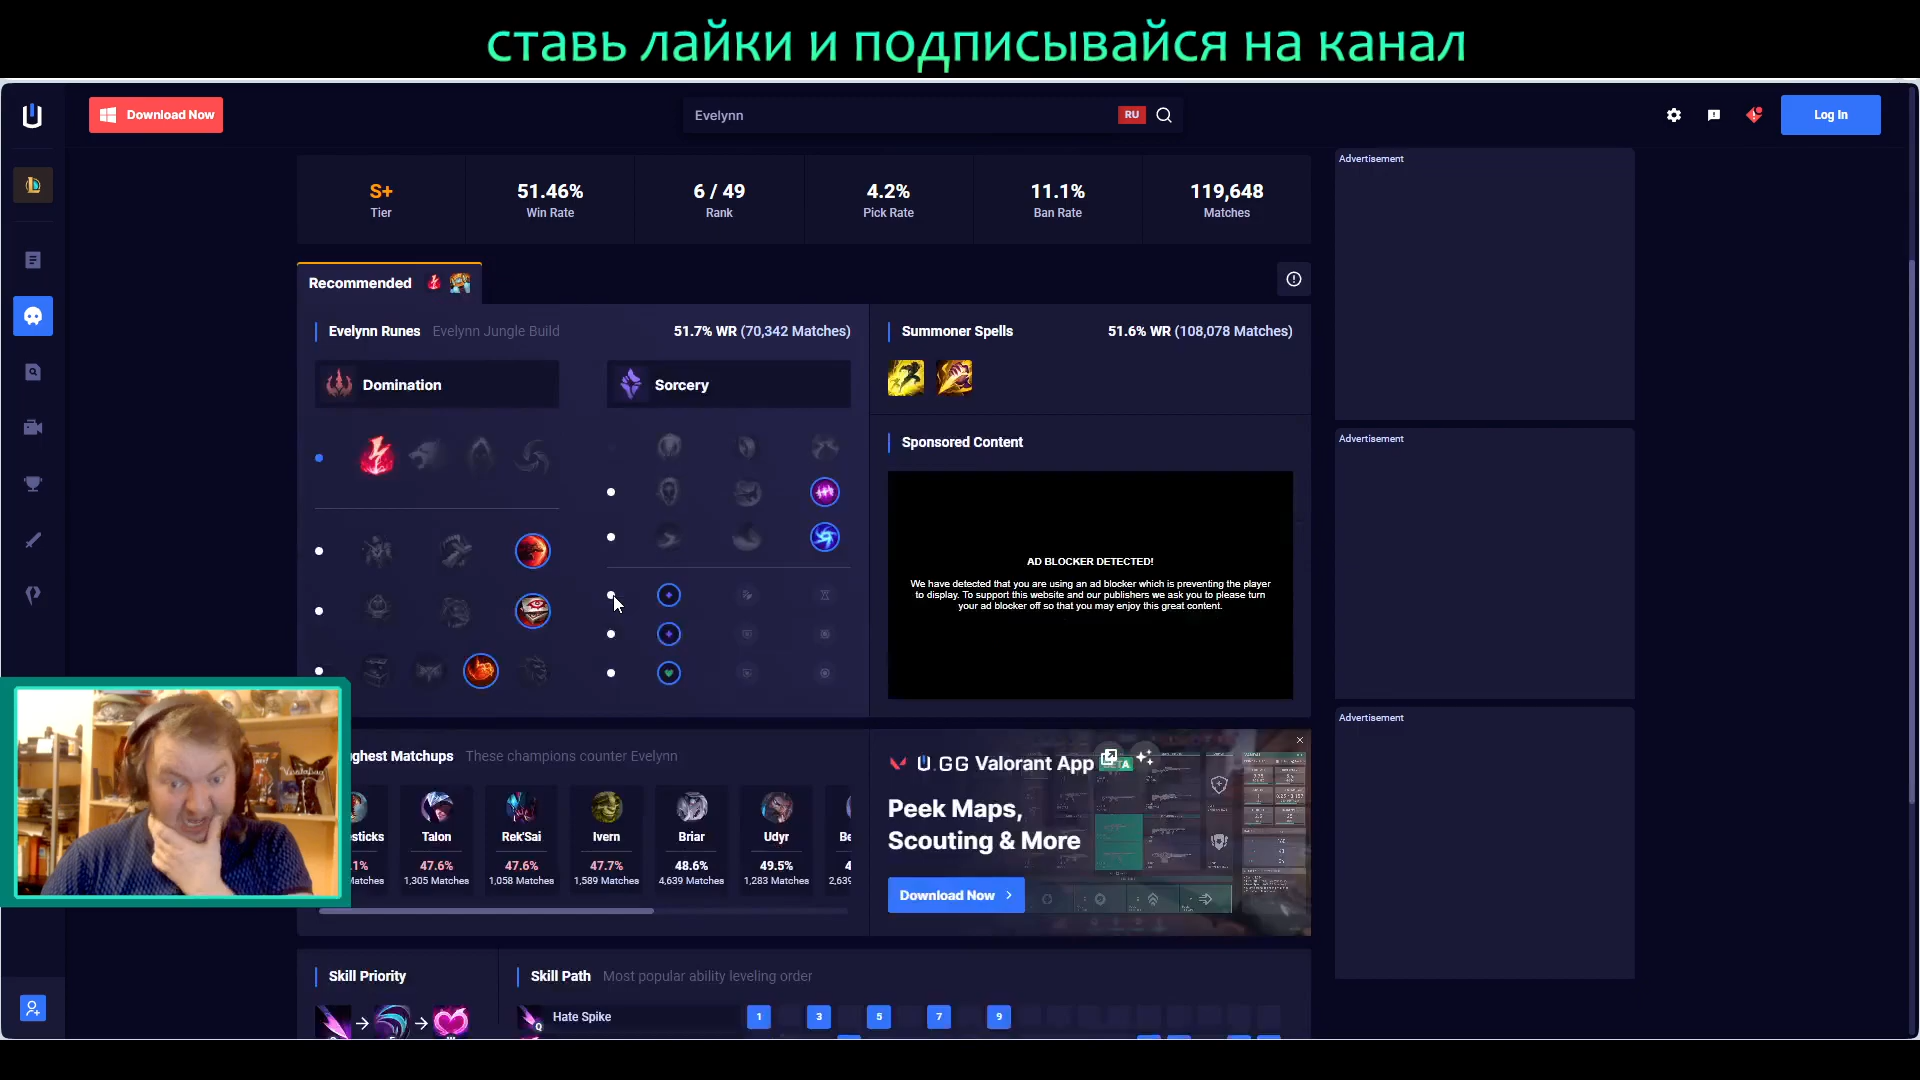 ставь лайки и подписывайся на канал
Download Now
Evelynn
RU
Log In
S+
Tier
51.46%
Win Rate
6 / 49
Rank
4.2%
Pick Rate
11.1%
Ban Rate
119,648
Matches
Advertisement
Recommended
Evelynn Runes Evelynn Jungle Build 51.7% WR (70,342 Matches)
Domination
Sorcery
Summoner Spells 51.6% WR (108,078 Matches)
Sponsored Content
AD BLOCKER DETECTED!
We have detected that you are using an ad blocker which is preventing the player
to display. To support this website and our publishers we ask you to please turn
your ad blocker off so that you may enjoy this great content.
Advertisement
Advertisement
ghest Matchups These champions counter Evelynn
sticks
.1%
Matches
Talon
47.6%
1,305 Matches
Rek'Sai
47.6%
1,058 Matches
Ivern
47.7%
1,589 Matches
Briar
48.6%
4,639 Matches
Udyr
49.5%
1,283 Matches
Be
4
2,639
U.GG Valorant App BETA
Peek Maps,
Scouting & More
Download Now
Skill Priority
Skill Path Most popular ability leveling order
Q
Hate Spike
1 3 5 7 9